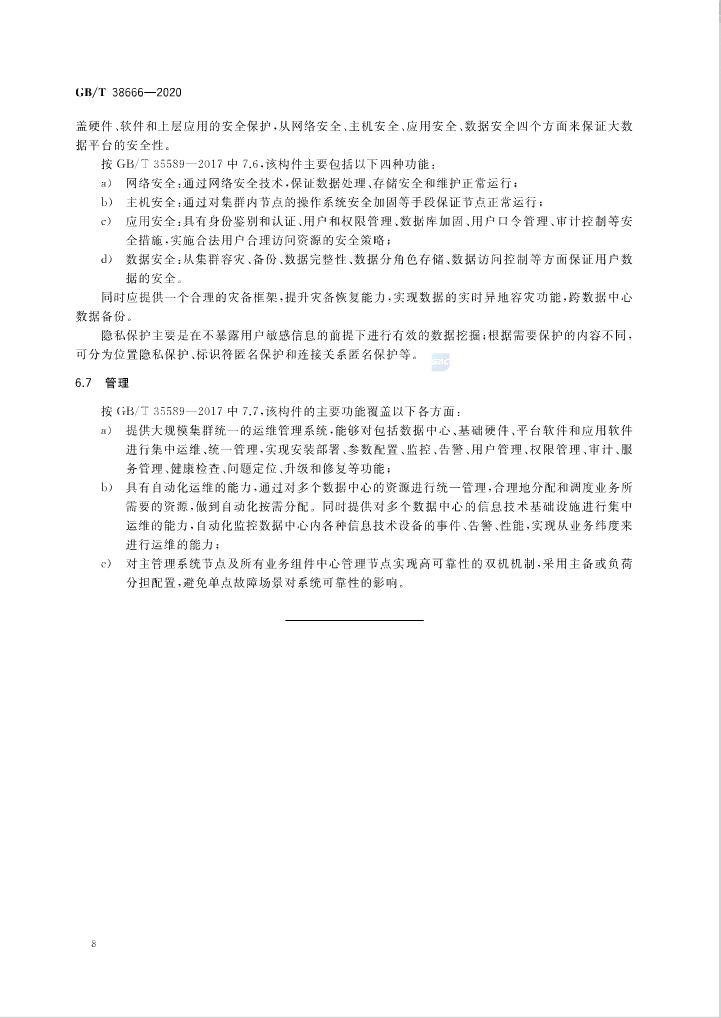 GB/T 38666—2020
盖硬件、软件和上层应用的安全保护,从网络安全、主机安全、应用安全、数据安全四个方面来保证大数
据平台的安全性。
按 GB/T 35589—2017 中 7.6,该构件主要包括以下四种功能:
a) 网络安全:通过网络安全技术,保证数据处理、存储安全和维护正常运行;
b) 主机安全:通过对集群内节点的操作系统安全加固等手段保证节点正常运行;
c) 应用安全:具有身份鉴别和认证、用户和权限管理、数据库加固、用户口令管理、审计控制等安
全措施,实施合法用户合理访问资源的安全策略;
d) 数据安全:从集群容灾、备份、数据完整性、数据分角色存储、数据访问控制等方面保证用户数
据的安全。
同时应提供一个合理的灾备框架,提升灾备恢复能力,实现数据的实时异地容灾功能,跨数据中心
数据备份。
隐私保护主要是在不暴露用户敏感信息的前提下进行有效的数据挖掘;根据需要保护的内容不同,
可分为位置隐私保护、标识符匿名保护和连接关系匿名保护等。
SAC
6.7 管理
按 GB/T 35589—2017 中 7.7,该构件的主要功能覆盖以下各方面:
a) 提供大规模集群统一的运维管理系统,能够对包括数据中心、基础硬件、平台软件和应用软件
进行集中运维、统一管理,实现安装部署、参数配置、监控、告警、用户管理、权限管理、审计、服
务管理、健康检查、问题定位、升级和修复等功能;
b) 具有自动化运维的能力,通过对多个数据中心的资源进行统一管理,合理地分配和调度业务所
需要的资源,做到自动化按需分配。同时提供对多个数据中心的信息技术基础设施进行集中
运维的能力,自动化监控数据中心内各种信息技术设备的事件、告警、性能,实现从业务纬度来
进行运维的能力;
c) 对主管理系统节点及所有业务组件中心管理节点实现高可靠性的双机机制,采用主备或负荷
分担配置,避免单点故障场景对系统可靠性的影响。
8